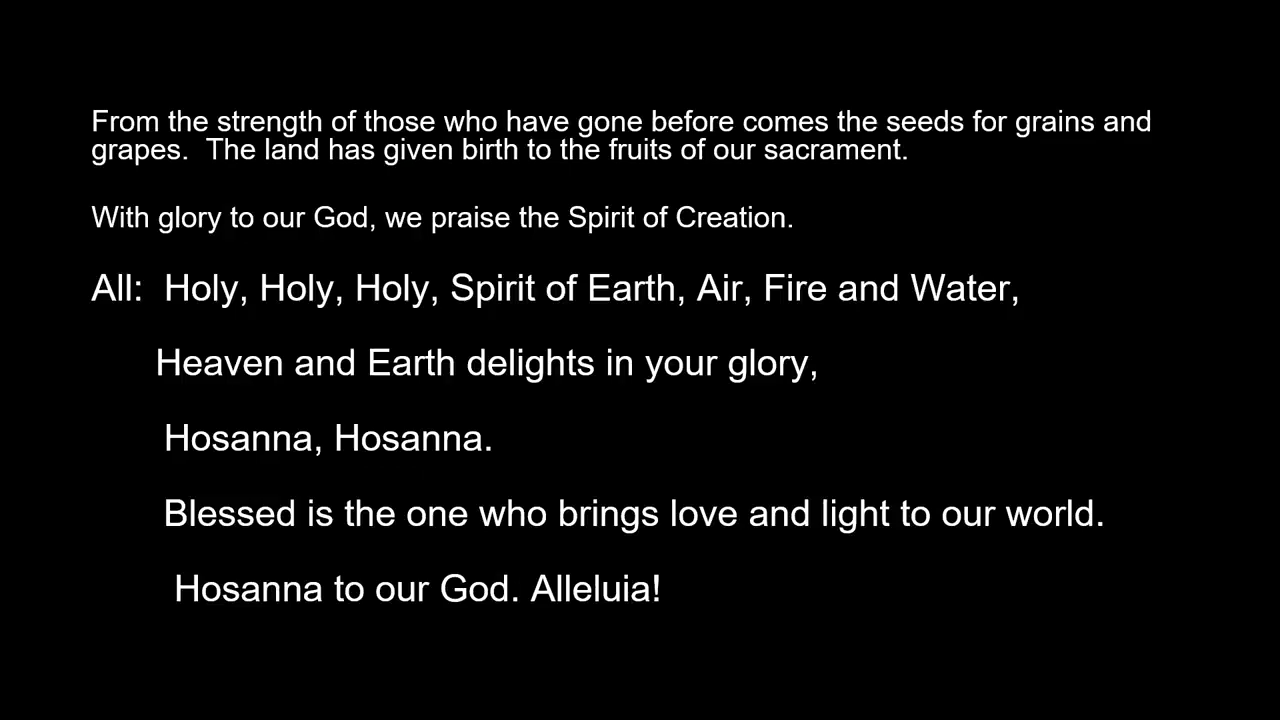 From the strength of those who have gone before comes the seeds for grains and
grapes.  The land has given birth to the fruits of our sacrament.
With glory to our God, we praise the Spirit of Creation.
All:  Holy, Holy, Holy, Spirit of Earth, Air, Fire and Water,
Heaven and Earth delights in your glory,
Hosanna, Hosanna.
Blessed is the one who brings love and light to our world.
Hosanna to our God. Alleluia!